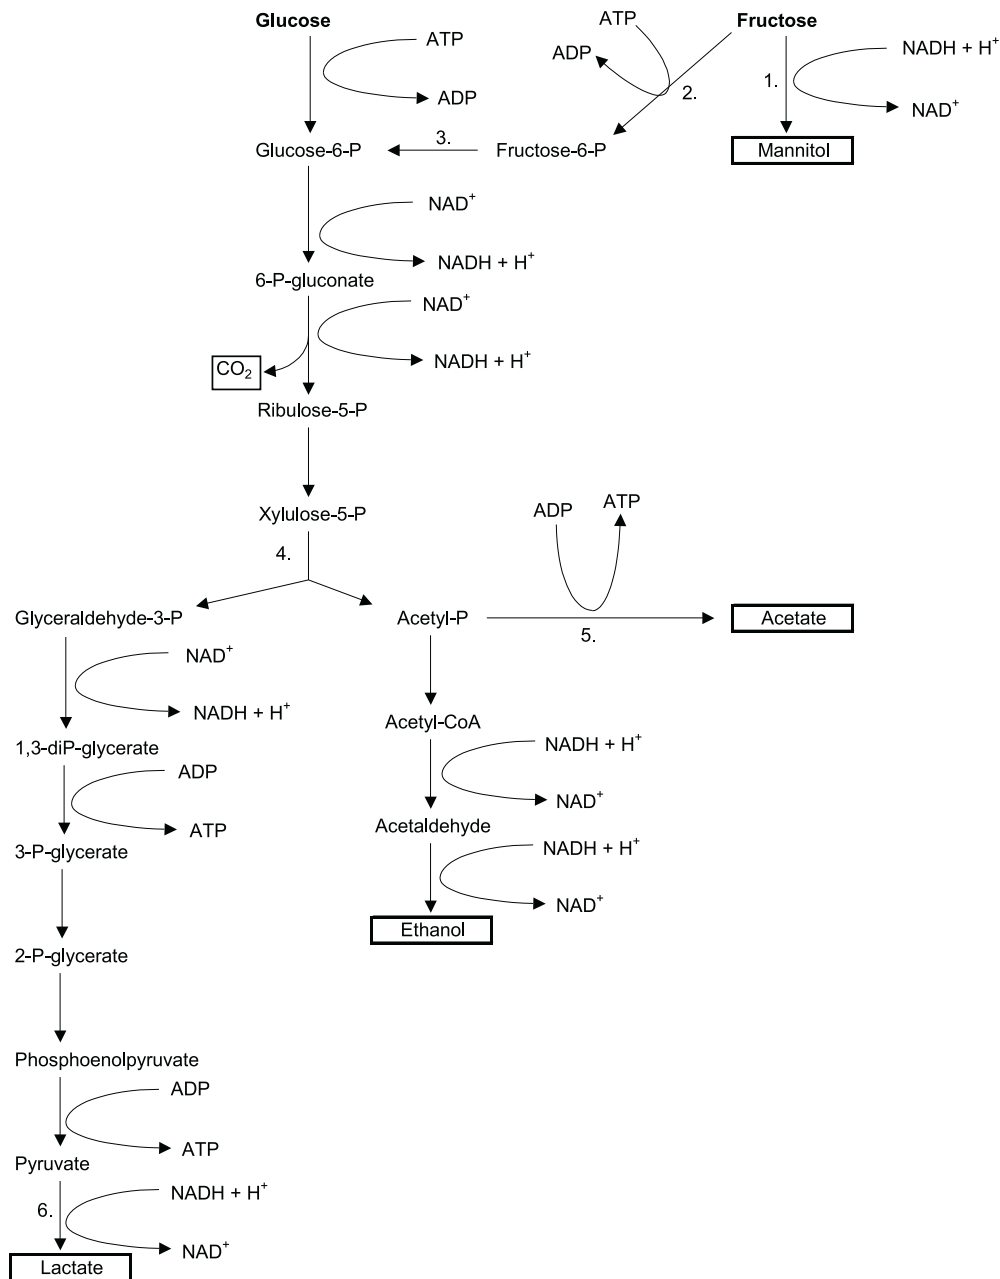 Glucose
ATP
ADP
ATP
ADP
2.
Fructose
1.
NADH + H⁺
NAD⁺
Glucose-6-P
3.
Fructose-6-P
Mannitol
NAD⁺
NADH + H⁺
6-P-gluconate
NAD⁺
NADH + H⁺
CO₂
Ribulose-5-P
Xylulose-5-P
4.
ADP
ATP
Glyceraldehyde-3-P
Acetyl-P
5.
Acetate
NAD⁺
NADH + H⁺
1,3-diP-glycerate
ADP
ATP
3-P-glycerate
2-P-glycerate
Phosphoenolpyruvate
ADP
ATP
Pyruvate
6.
NADH + H⁺
NAD⁺
Lactate
Acetyl-CoA
NADH + H⁺
NAD⁺
Acetaldehyde
NADH + H⁺
NAD⁺
Ethanol